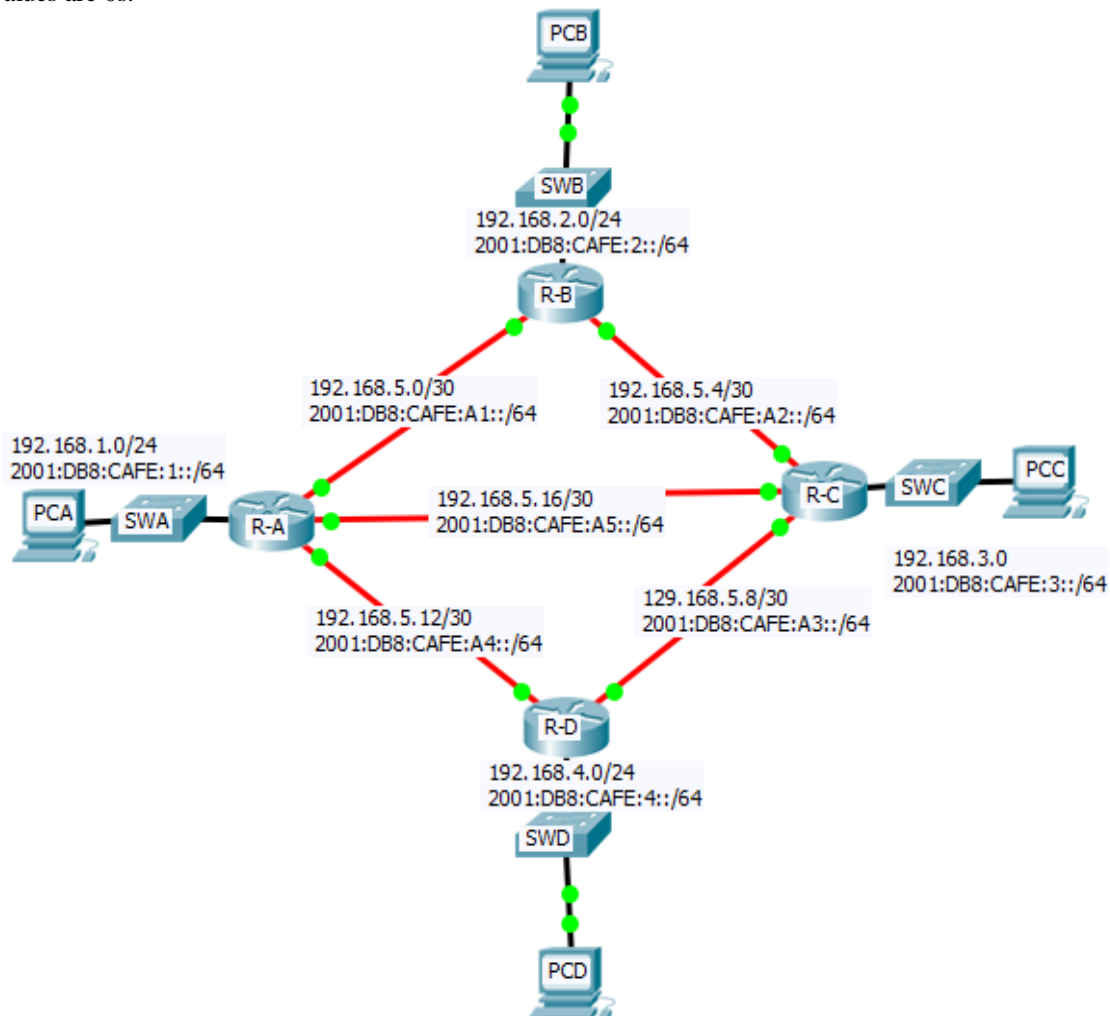 PCB
SWB
192.168.2.0/24
2001:DB8:CAFE:2::/64
R-B
192.168.5.0/30
2001:DB8:CAFE:A1::/64
192.168.5.4/30
2001:DB8:CAFE:A2::/64
192.168.1.0/24
2001:DB8:CAFE:1::/64
PCA
SWA
R-A
192.168.5.16/30
2001:DB8:CAFE:A5::/64
R-C
SWC
PCC
192.168.3.0
2001:DB8:CAFE:3::/64
192.168.5.12/30
2001:DB8:CAFE:A4::/64
129.168.5.8/30
2001:DB8:CAFE:A3::/64
R-D
192.168.4.0/24
2001:DB8:CAFE:4::/64
SWD
PCD